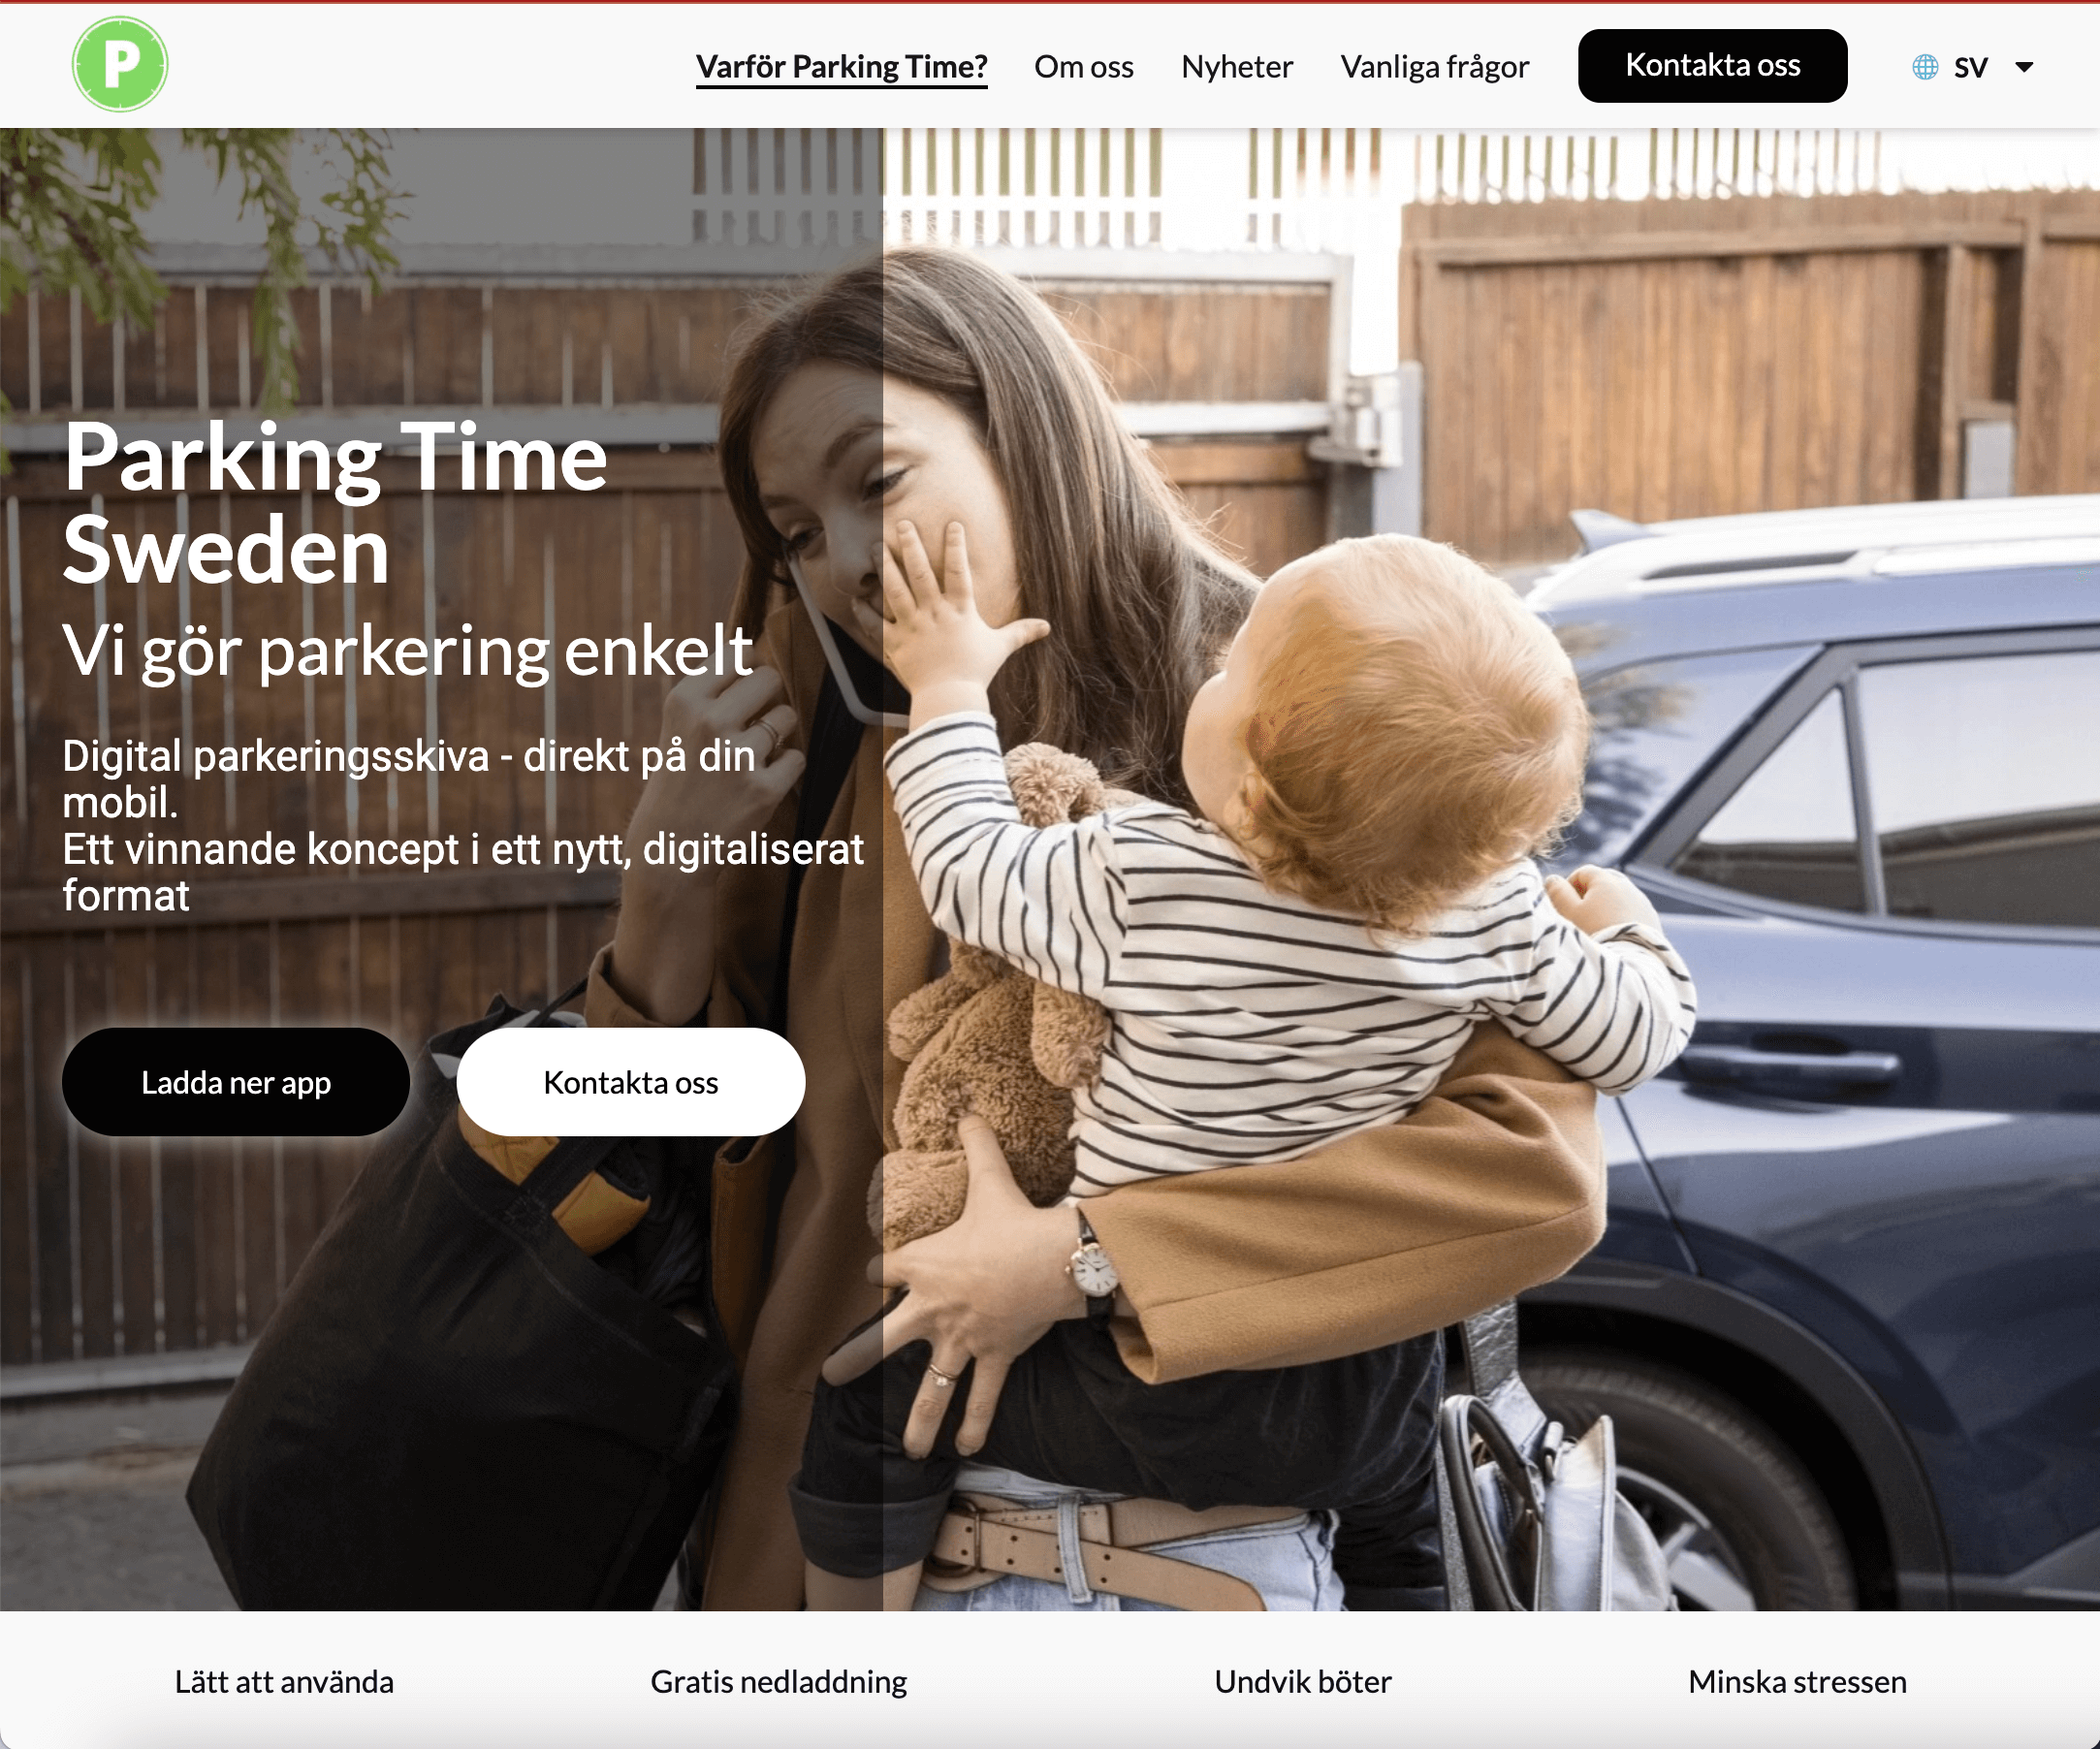 P
Varför Parking Time?
Om oss
Nyheter
Vanliga frågor
Kontakta oss
SV
Parking Time
Sweden
Vi gör parkering enkelt
Digital parkeringsskiva - direkt på din
mobil.
Ett vinnande koncept i ett nytt, digitaliserat
format
Ladda ner app
Kontakta oss
Lätt att använda
Gratis nedladdning
Undvik böter
Minska stressen